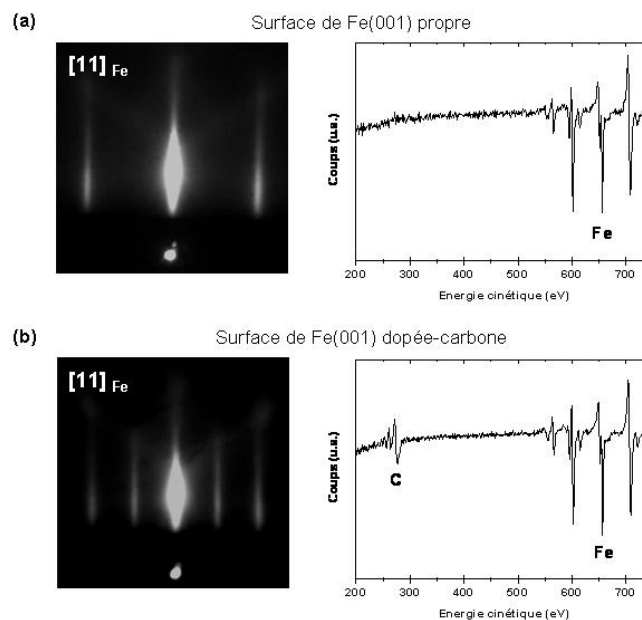 (a) Surface de Fe(001) propre
[11] Fe
Coups (u.a.)
Fe
200 300 400 500 600 700
Energie cinétique (eV)
(b) Surface de Fe(001) dopée-carbone
[11] Fe
Coups (u.a.)
C
Fe
200 300 400 500 600 700
Energie cinétique (eV)